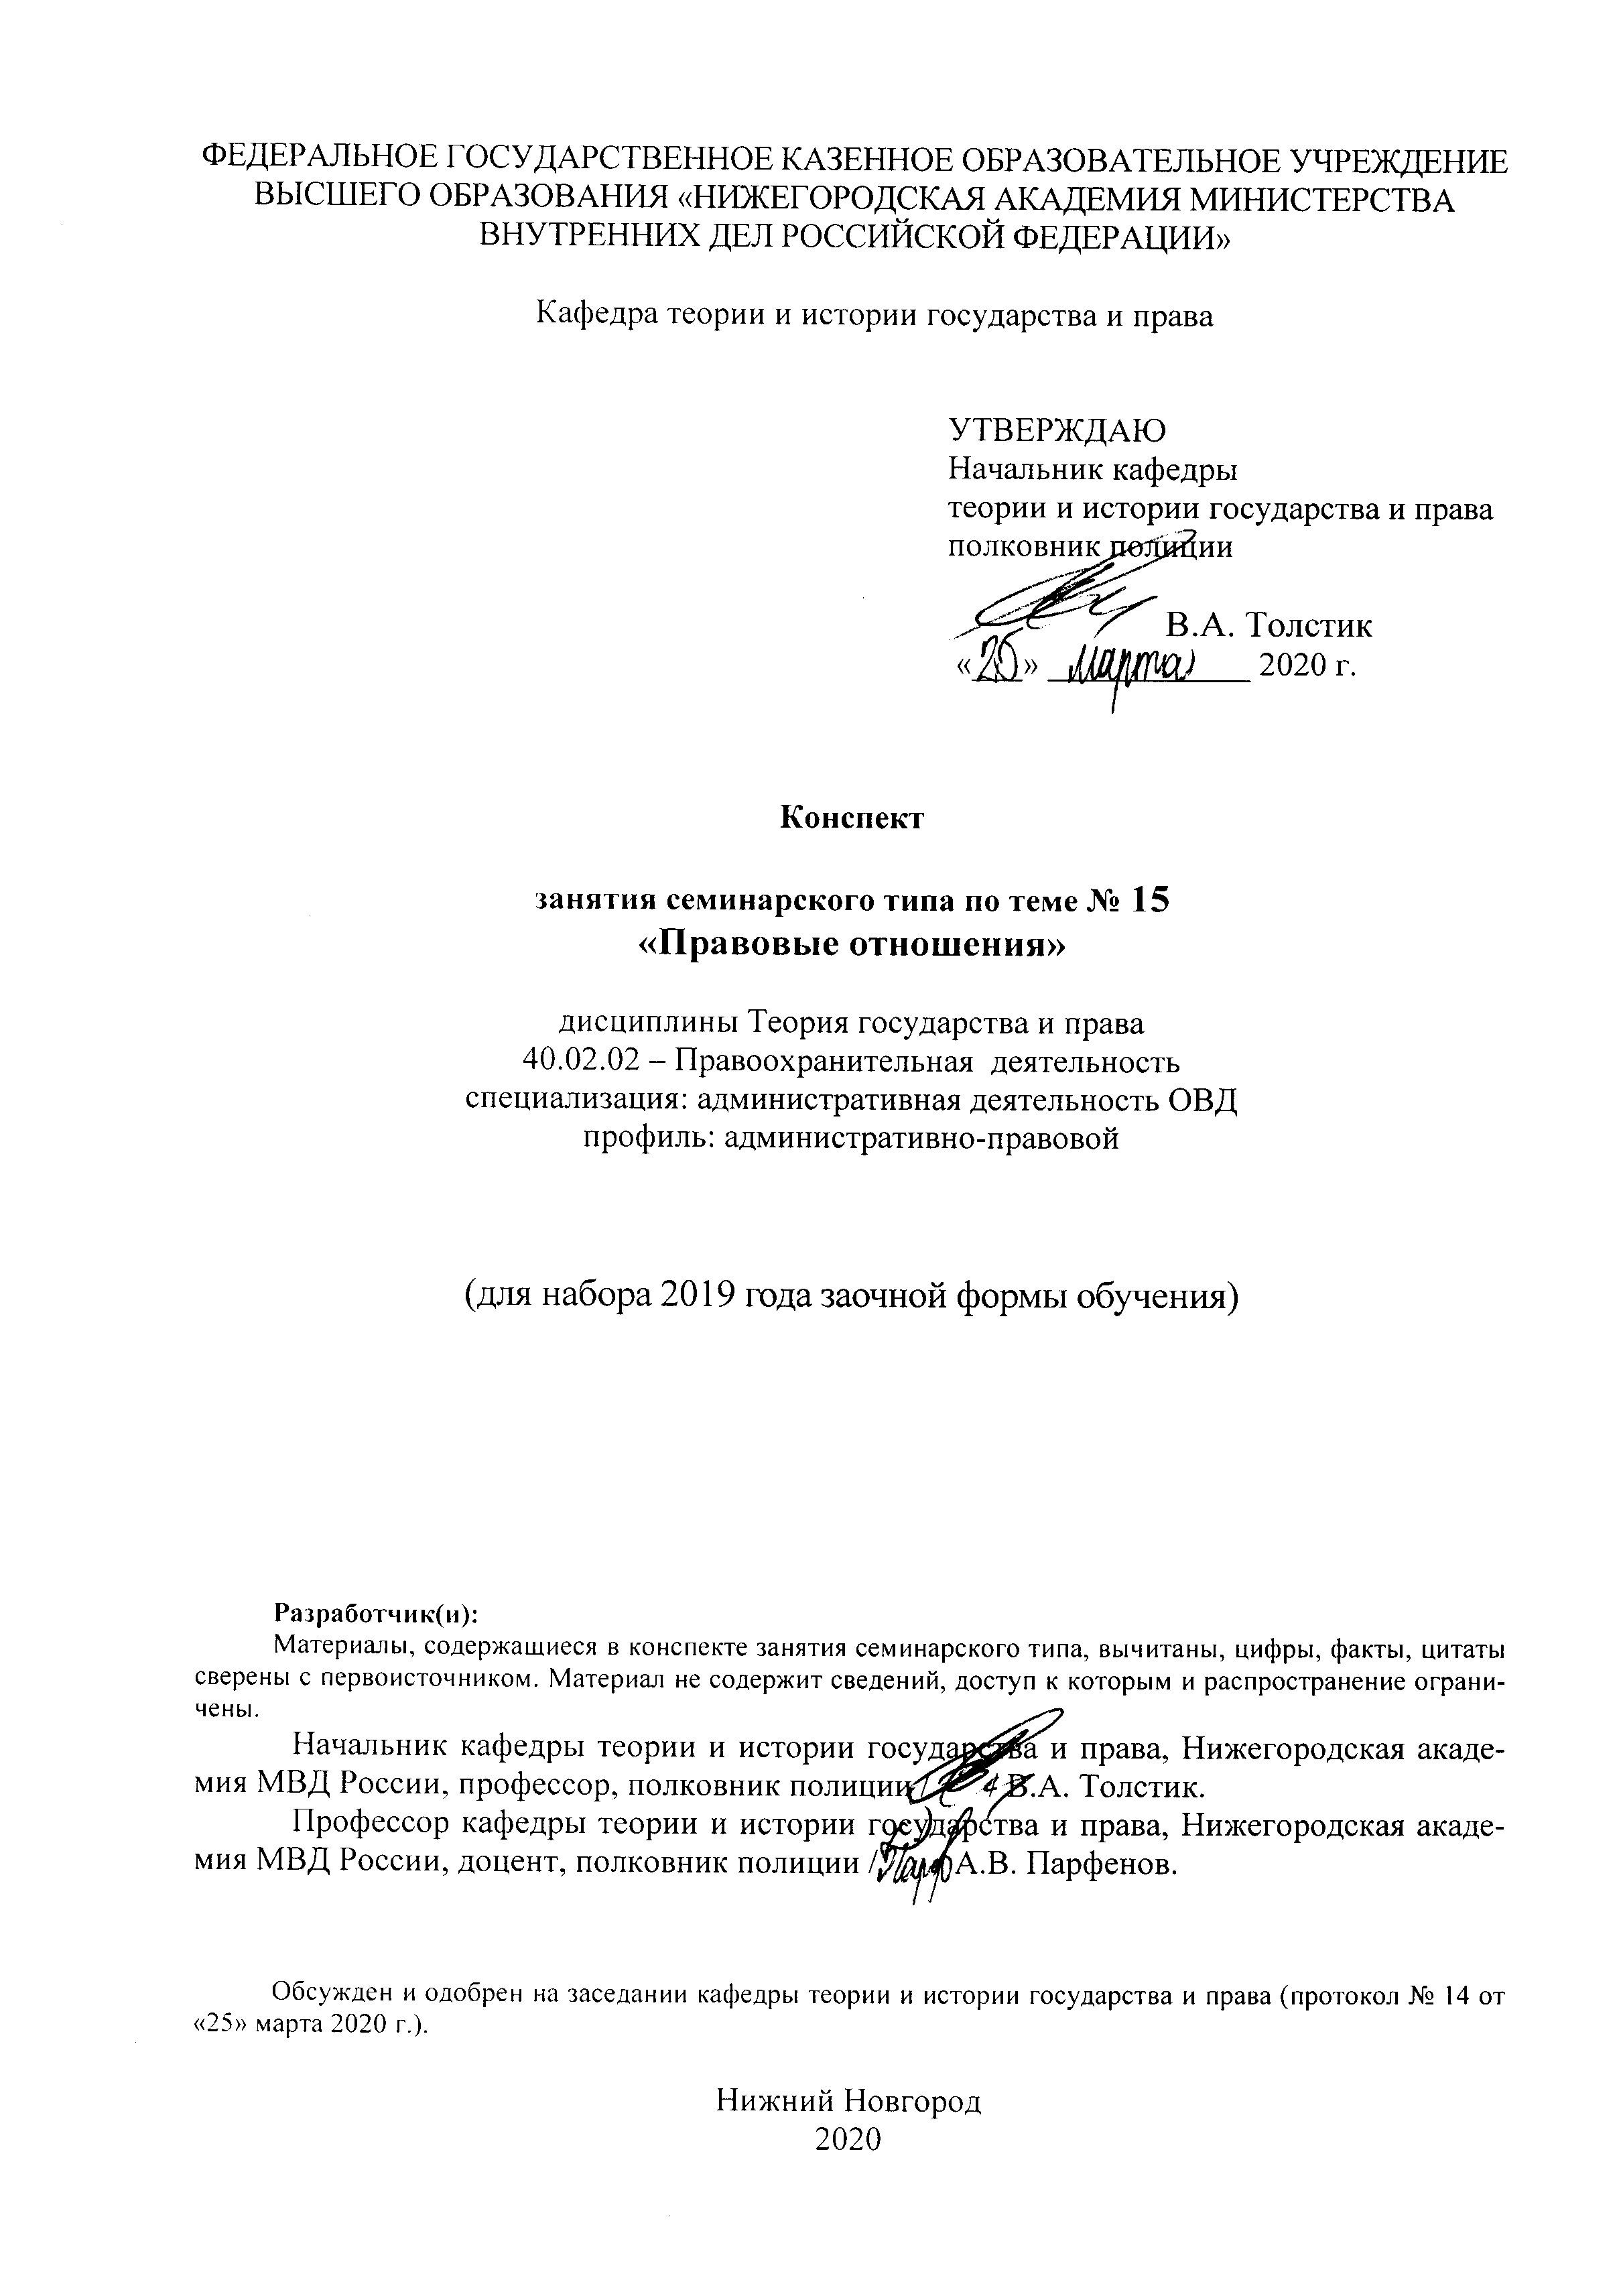 ФЕДЕРАЛЬНОЕ ГОСУДАРСТВЕННОЕ КАЗЕННОЕ ОБРАЗОВАТЕЛЬНОЕ УЧРЕЖДЕНИЕ
ВЫСШЕГО ОБРАЗОВАНИЯ «НИЖЕГОРОДСКАЯ АКАДЕМИЯ МИНИСТЕРСТВА
ВНУТРЕННИХ ДЕЛ РОССИЙСКОЙ ФЕДЕРАЦИИ»
Кафедра теории и истории государства и права
УТВЕРЖДАЮ
Начальник кафедры
теории и истории государства и права
полковник полиции
В.А. Толстик
«25» марта 2020 г.
Конспект
занятия семинарского типа по теме № 15
«Правовые отношения»
дисциплины Теория государства и права
40.02.02 – Правоохранительная деятельность
специализация: административная деятельность ОВД
профиль: административно-правовой
(для набора 2019 года заочной формы обучения)
Разработчик(и):
Материалы, содержащиеся в конспекте занятия семинарского типа, вычитаны, цифры, факты, цитаты
сверены с первоисточником. Материал не содержит сведений, доступ к которым и распространение ограни-
чены.
Начальник кафедры теории и истории государства и права, Нижегородская акаде-
мия МВД России, профессор, полковник полиции / В.А. Толстик.
Профессор кафедры теории и истории государства и права, Нижегородская акаде-
мия МВД России, доцент, полковник полиции / А.В. Парфенов.
Обсужден и одобрен на заседании кафедры теории и истории государства и права (протокол № 14 от
«25» марта 2020 г.).
Нижний Новгород
2020